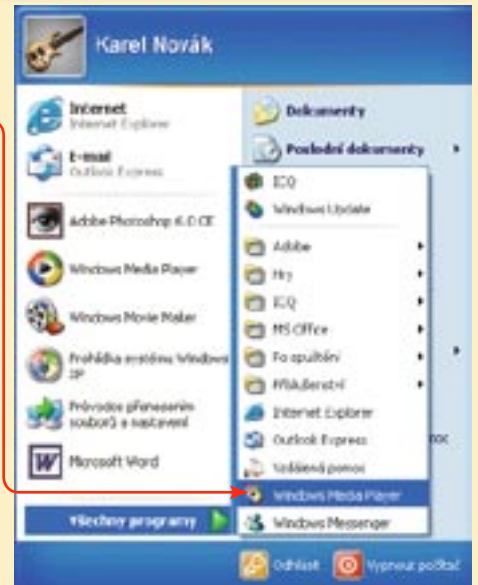 Karel Novák
Internet
Internet Explorer
E-mail
Outlook Express
Adobe Photoshop 6.0 CE
Windows Media Player
Windows Movie Maker
Prohlídka systému Windows
XP
Průvodce přenesením
souborů a nastavení
Microsoft Word
Všechny programy
Dokumenty
Poslední dokumenty
ICQ
Windows Update
Adobe
Hry
ICQ
MS Office
Po spuštění
Příslušenství
Internet Explorer
Outlook Express
Vzdálená pomoc
Windows Media Player
Windows Messenger
Odhlásit
Vypnout počítač